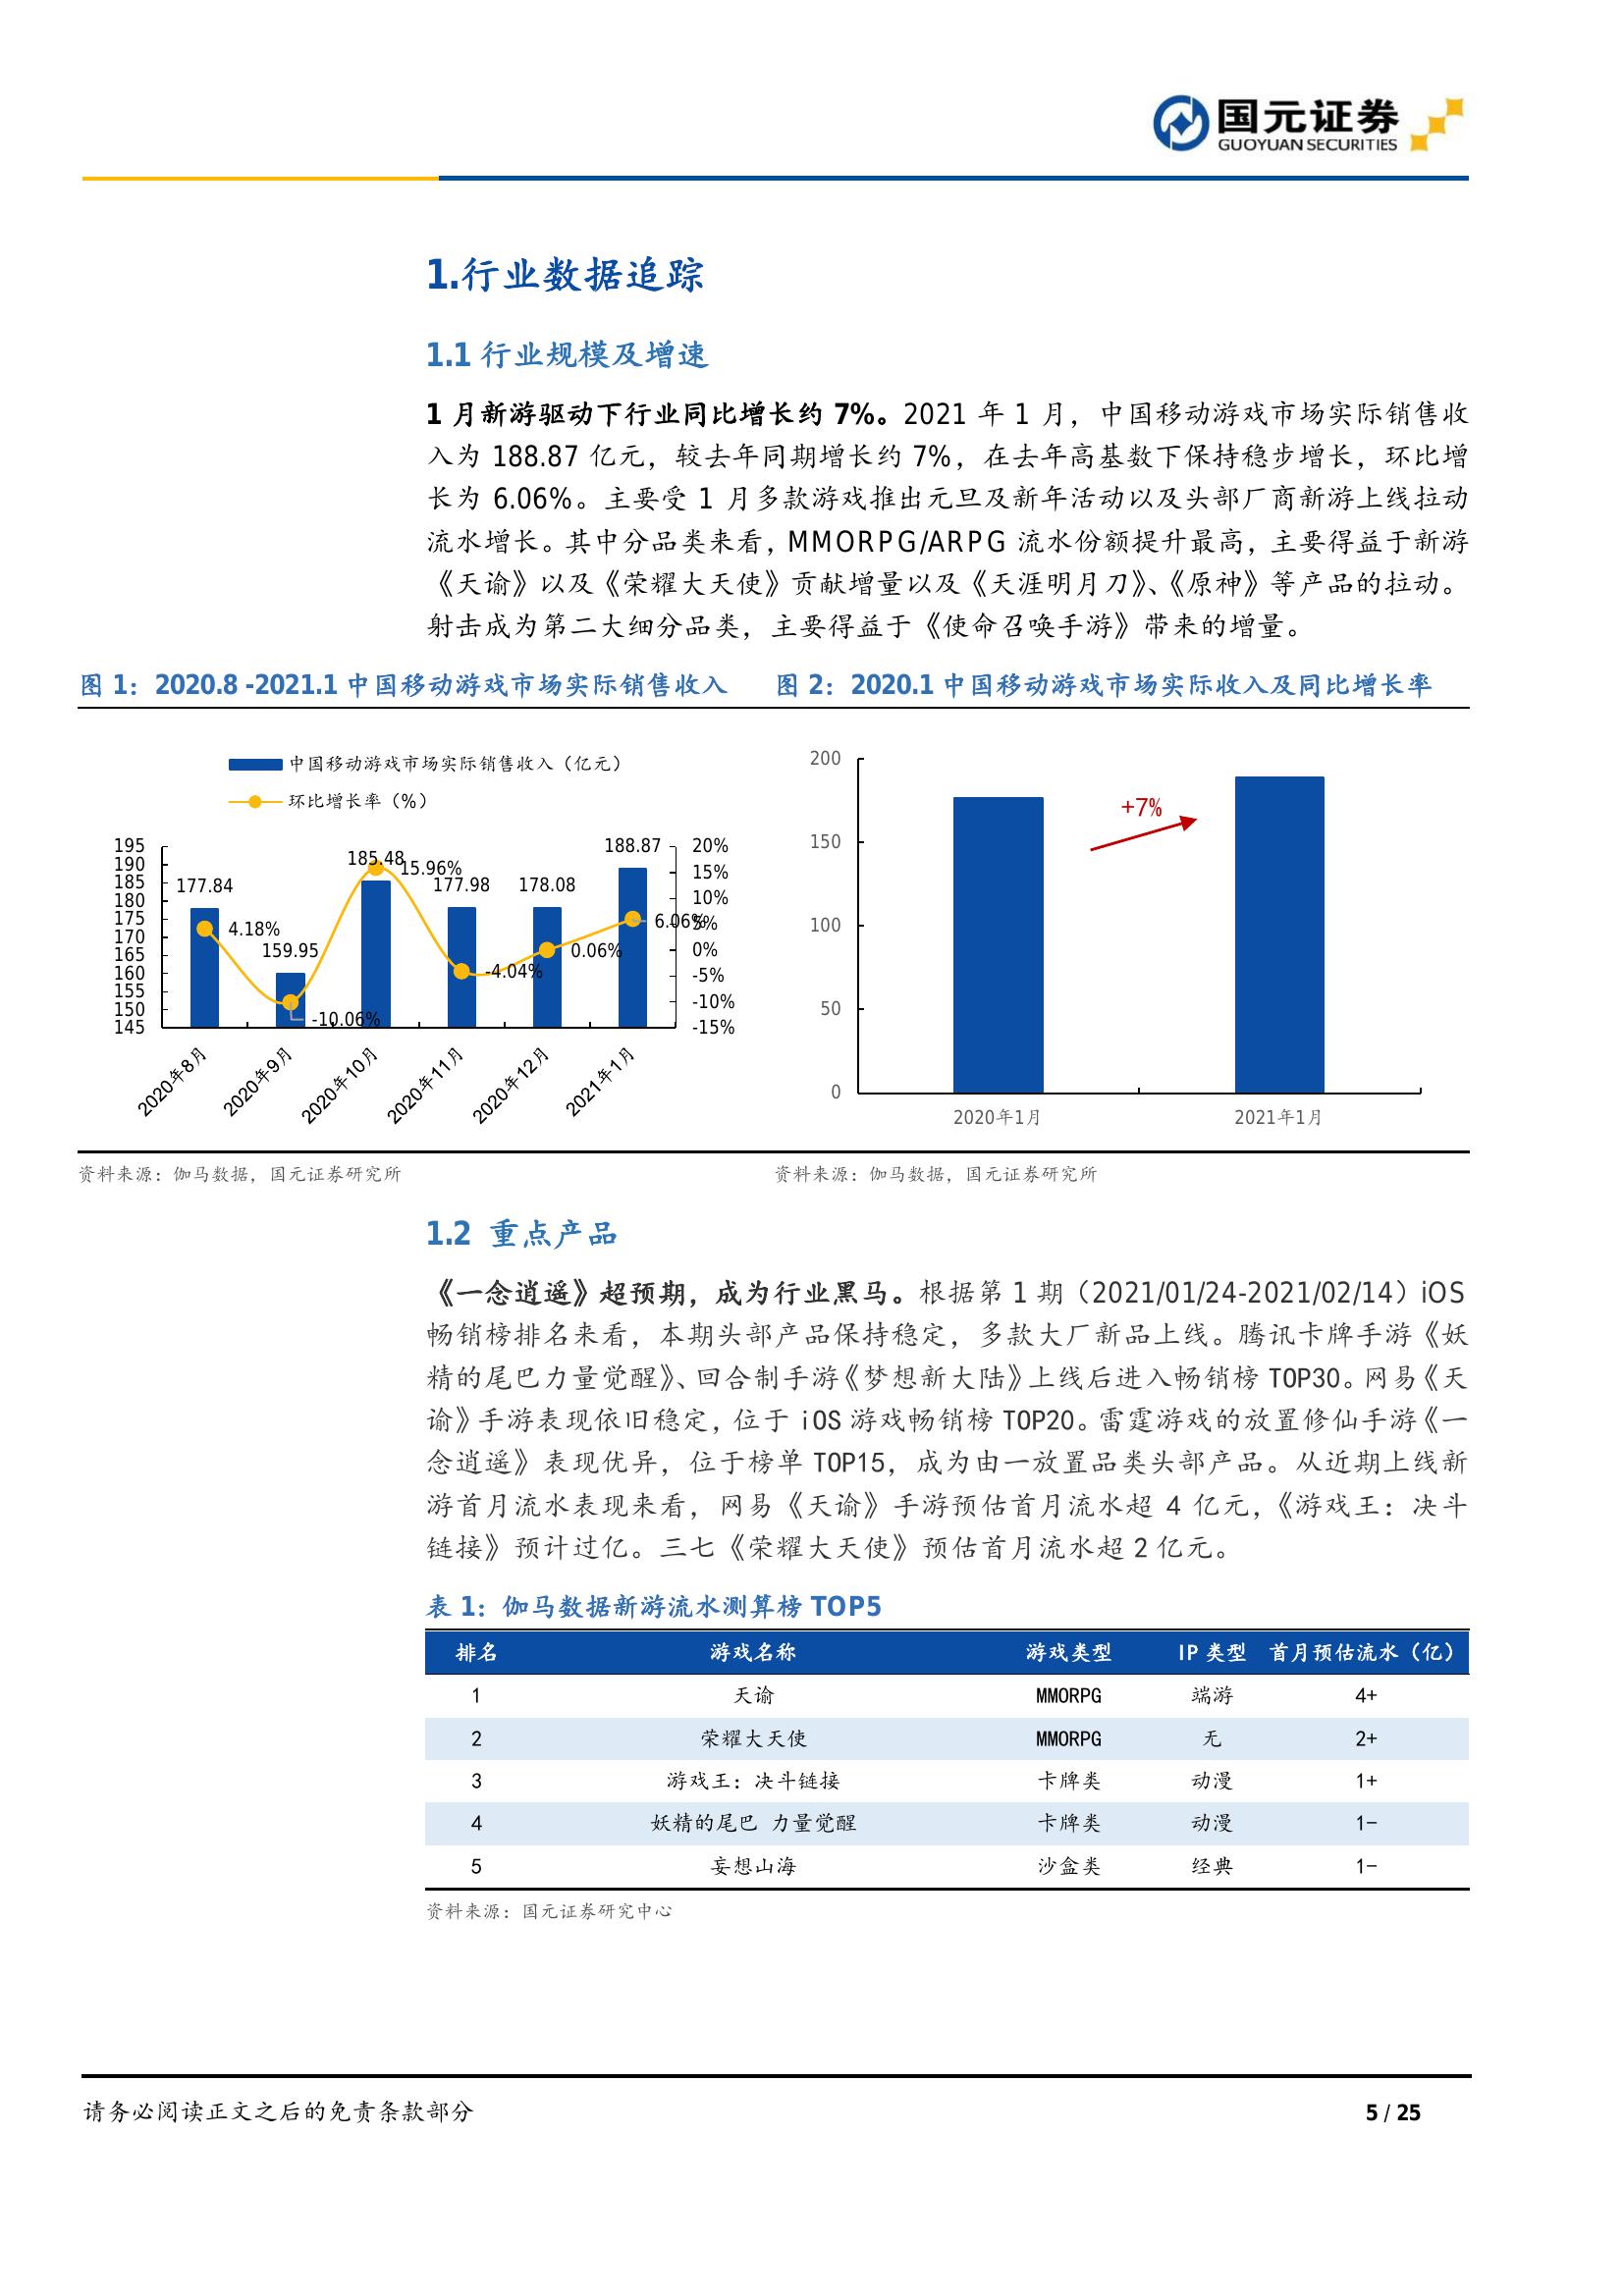 国元证券
GUOYUAN SECURITIES
1.行业数据追踪
1.1 行业规模及增速
1 月新游驱动下行业同比增长约 7%。2021 年 1 月，中国移动游戏市场实际销售收
入为 188.87 亿元，较去年同期增长约 7%，在去年高基数下保持稳步增长，环比增
长为 6.06%。主要受 1 月多款游戏推出元旦及新年活动以及头部厂商新游上线拉动
流水增长。其中分品类来看，MMORPG/ARPG 流水份额提升最高，主要得益于新游
《天谕》以及《荣耀大天使》贡献增量以及《天涯明月刀》、《原神》等产品的拉动。
射击成为第二大细分品类，主要得益于《使命召唤手游》带来的增量。
图 1：2020.8 -2021.1 中国移动游戏市场实际销售收入
中国移动游戏市场实际销售收入（亿元）
环比增长率（%）
195
190
185
180
175
170
165
160
155
150
145
177.84
159.95
185.48
177.98
178.08
188.87
4.18%
-10.06%
15.96%
-4.04%
0.06%
6.06%
20%
15%
10%
5%
0%
-5%
-10%
-15%
2020年8月
2020年9月
2020年10月
2020年11月
2020年12月
2021年1月
资料来源：伽马数据，国元证券研究所
图 2：2020.1 中国移动游戏市场实际收入及同比增长率
200
150
100
50
0
+7%
2020年1月
2021年1月
资料来源：伽马数据，国元证券研究所
1.2 重点产品
《一念逍遥》超预期，成为行业黑马。根据第 1 期（2021/01/24-2021/02/14）iOS
畅销榜排名来看，本期头部产品保持稳定，多款大厂新品上线。腾讯卡牌手游《妖
精的尾巴力量觉醒》、回合制手游《梦想新大陆》上线后进入畅销榜 TOP30。网易《天
谕》手游表现依旧稳定，位于 iOS 游戏畅销榜 TOP20。雷霆游戏的放置修仙手游《一
念逍遥》表现优异，位于榜单 TOP15，成为由一放置品类头部产品。从近期上线新
游首月流水表现来看，网易《天谕》手游预估首月流水超 4 亿元，《游戏王：决斗
链接》预计过亿。三七《荣耀大天使》预估首月流水超 2 亿元。
表 1：伽马数据新游流水测算榜 TOP5
排名 游戏名称 游戏类型 IP 类型 首月预估流水（亿）
1 天谕 MMORPG 端游 4+
2 荣耀大天使 MMORPG 无 2+
3 游戏王：决斗链接 卡牌类 动漫 1+
4 妖精的尾巴 力量觉醒 卡牌类 动漫 1-
5 妄想山海 沙盒类 经典 1-
资料来源：国元证券研究中心
请务必阅读正文之后的免责条款部分
5 / 25